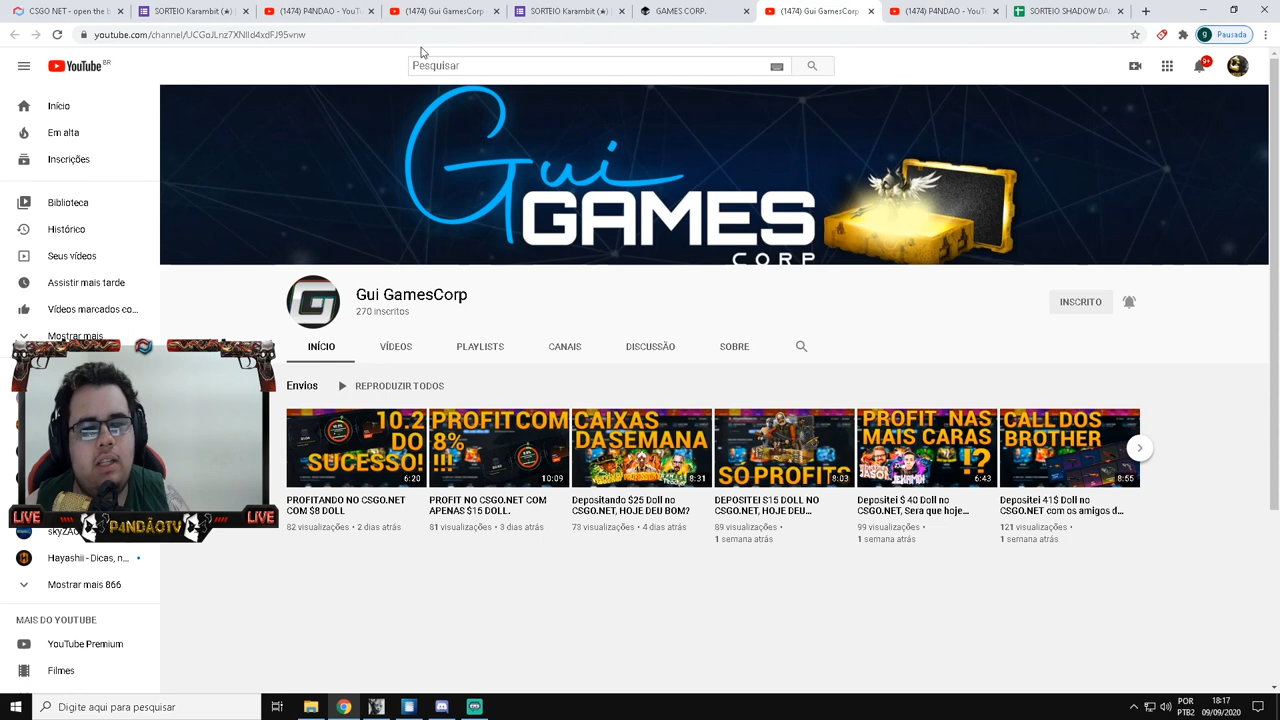 CSGO.NET - open the b
SORTEIO Karambit (★)
(1474) P4NDAO - YouT
(1474) Gui GamesCorp
SORTEIO Karambit (★)
GAMES CORP.
(1474) Gui GamesCorp
(1474) P4NDAO - YouT
SORTEIO SHADOW DA
youtube.com/channel/UCGoJLnz7XNlld4xdFJ95vnw
g Pausada
YouTube BR
Pesquisar
9+
Início
Em alta
Inscrições
Biblioteca
Histórico
Seus vídeos
Assistir mais tarde
Vídeos marcados co...
Mostrar mais
Gui
GAMES
CORP
Gui GamesCorp
270 inscritos
INSCRITO
INÍCIO
VÍDEOS
PLAYLISTS
CANAIS
DISCUSSÃO
SOBRE
Envios
REPRODUZIR TODOS
10.2
DO
SUCESSO!
6:20
PROFIT COM
8%
!!!
10:09
CAIXAS
DA SEMANA
8:31
SÓ PROFITS
8:03
PROFIT NAS
MAIS CARAS
!?
6:43
CALL DOS
BROTHER
8:55
PROFITANDO NO CSGO.NET
COM $8 DOLL
82 visualizações • 2 dias atrás
PROFIT NO CSGO.NET COM
APENAS $15 DOLL.
81 visualizações • 3 dias atrás
Depositando $25 Doll no
CSGO.NET, HOJE DEU BOM?
73 visualizações • 4 dias atrás
DEPOSITEI $15 DOLL NO
CSGO.NET, HOJE DEU...
89 visualizações •
1 semana atrás
Depositei $ 40 Doll no
CSGO.NET, Sera que hoje...
99 visualizações •
1 semana atrás
Depositei 41$ Doll no
CSGO.NET com os amigos d...
121 visualizações •
1 semana atrás
LIVE
P4NDÃOTV
LIVE
Hayashii - Dicas, n...
Mostrar mais 866
MAIS DO YOUTUBE
YouTube Premium
Filmes
Digite aqui para pesquisar
POR
PTB2
18:17
09/09/2020